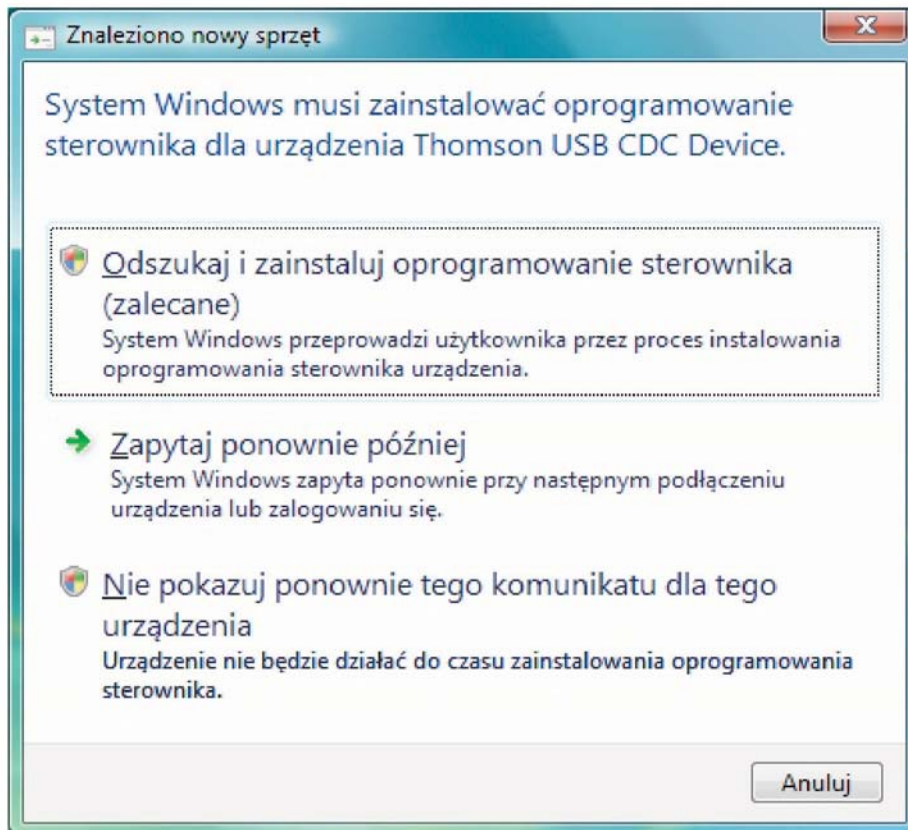 Znaleziono nowy sprzęt
System Windows musi zainstalować oprogramowanie
sterownika dla urządzenia Thomson USB CDC Device.
Odszukaj i zainstaluj oprogramowanie sterownika
(zalecane)
System Windows przeprowadzi użytkownika przez proces instalowania
oprogramowania sterownika urządzenia.
Zapytaj ponownie później
System Windows zapyta ponownie przy następnym podłączeniu
urządzenia lub zalogowaniu się.
Nie pokazuj ponownie tego komunikatu dla tego
urządzenia
Urządzenie nie będzie działać do czasu zainstalowania oprogramowania
sterownika.
Anuluj